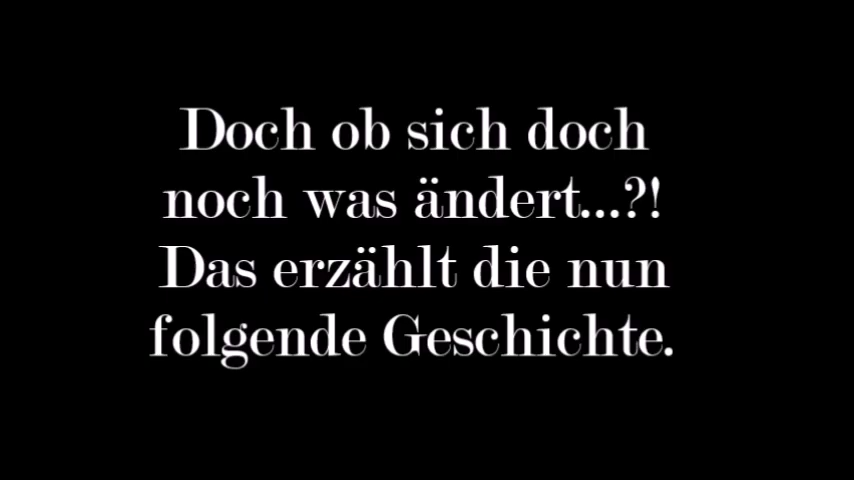 Doch ob sich doch
noch was ändert...?!
Das erzählt die nun
folgende Geschichte.